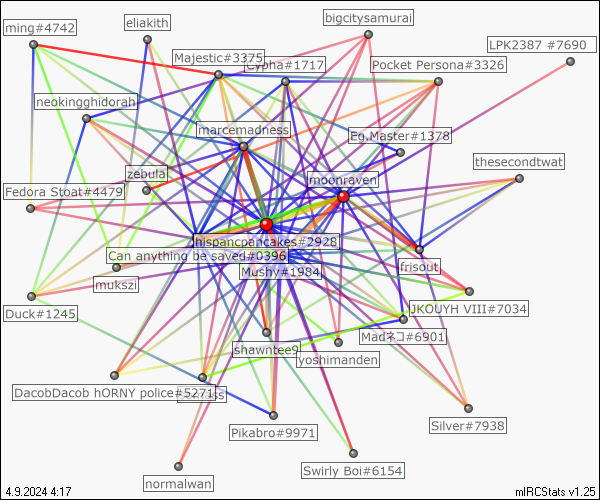 bigcitysamurai
eliakith
ming#4742
LPK2387 #7690
Majestic#3375
Cypha#1717
Pocket Persona#3326
neokingghidorah
marcemadness
Eg.Master#1378
thesecondtwat
zebula
moonraven
Fedora Stoat#4479
hispancpancakes#2928
Can anything be saved#0396
Mushy#1984
frisout
mukszi
Duck#1245
JKOUYH VIII#7034
Madネコ#6901
shawntee9
yoshimanden
DacobDacob hORNY police#5271
Silver#7938
Pikabro#9971
Swirly Boi#6154
normalwan
4.9.2024 4:17
mIRCStats v1.25